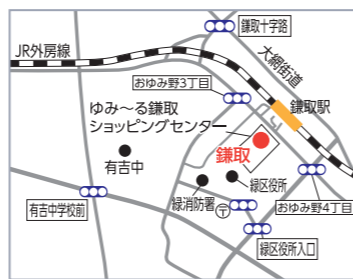 鎌取十字路
JR外房線
大網街道
おゆみ野3丁目
鎌取駅
ゆみ~る鎌取
ショッピングセンター
鎌取
有吉中
緑区役所
緑消防署
〒
有吉中学校前
おゆみ野4丁目
緑区役所入口